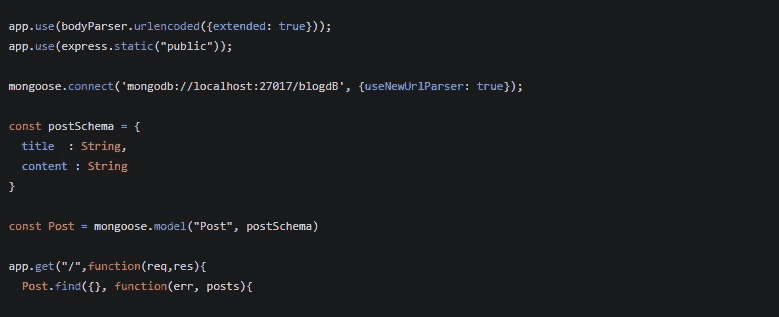 app.use(bodyParser.urlencoded({extended: true}));
app.use(express.static("public"));
mongoose.connect('mongodb://localhost:27017/blogdB', {useNewUrlParser: true});
const postSchema = {
  title  : String,
  content : String
}
const Post = mongoose.model("Post", postSchema)
app.get("/",function(req,res){
  Post.find({}, function(err, posts){